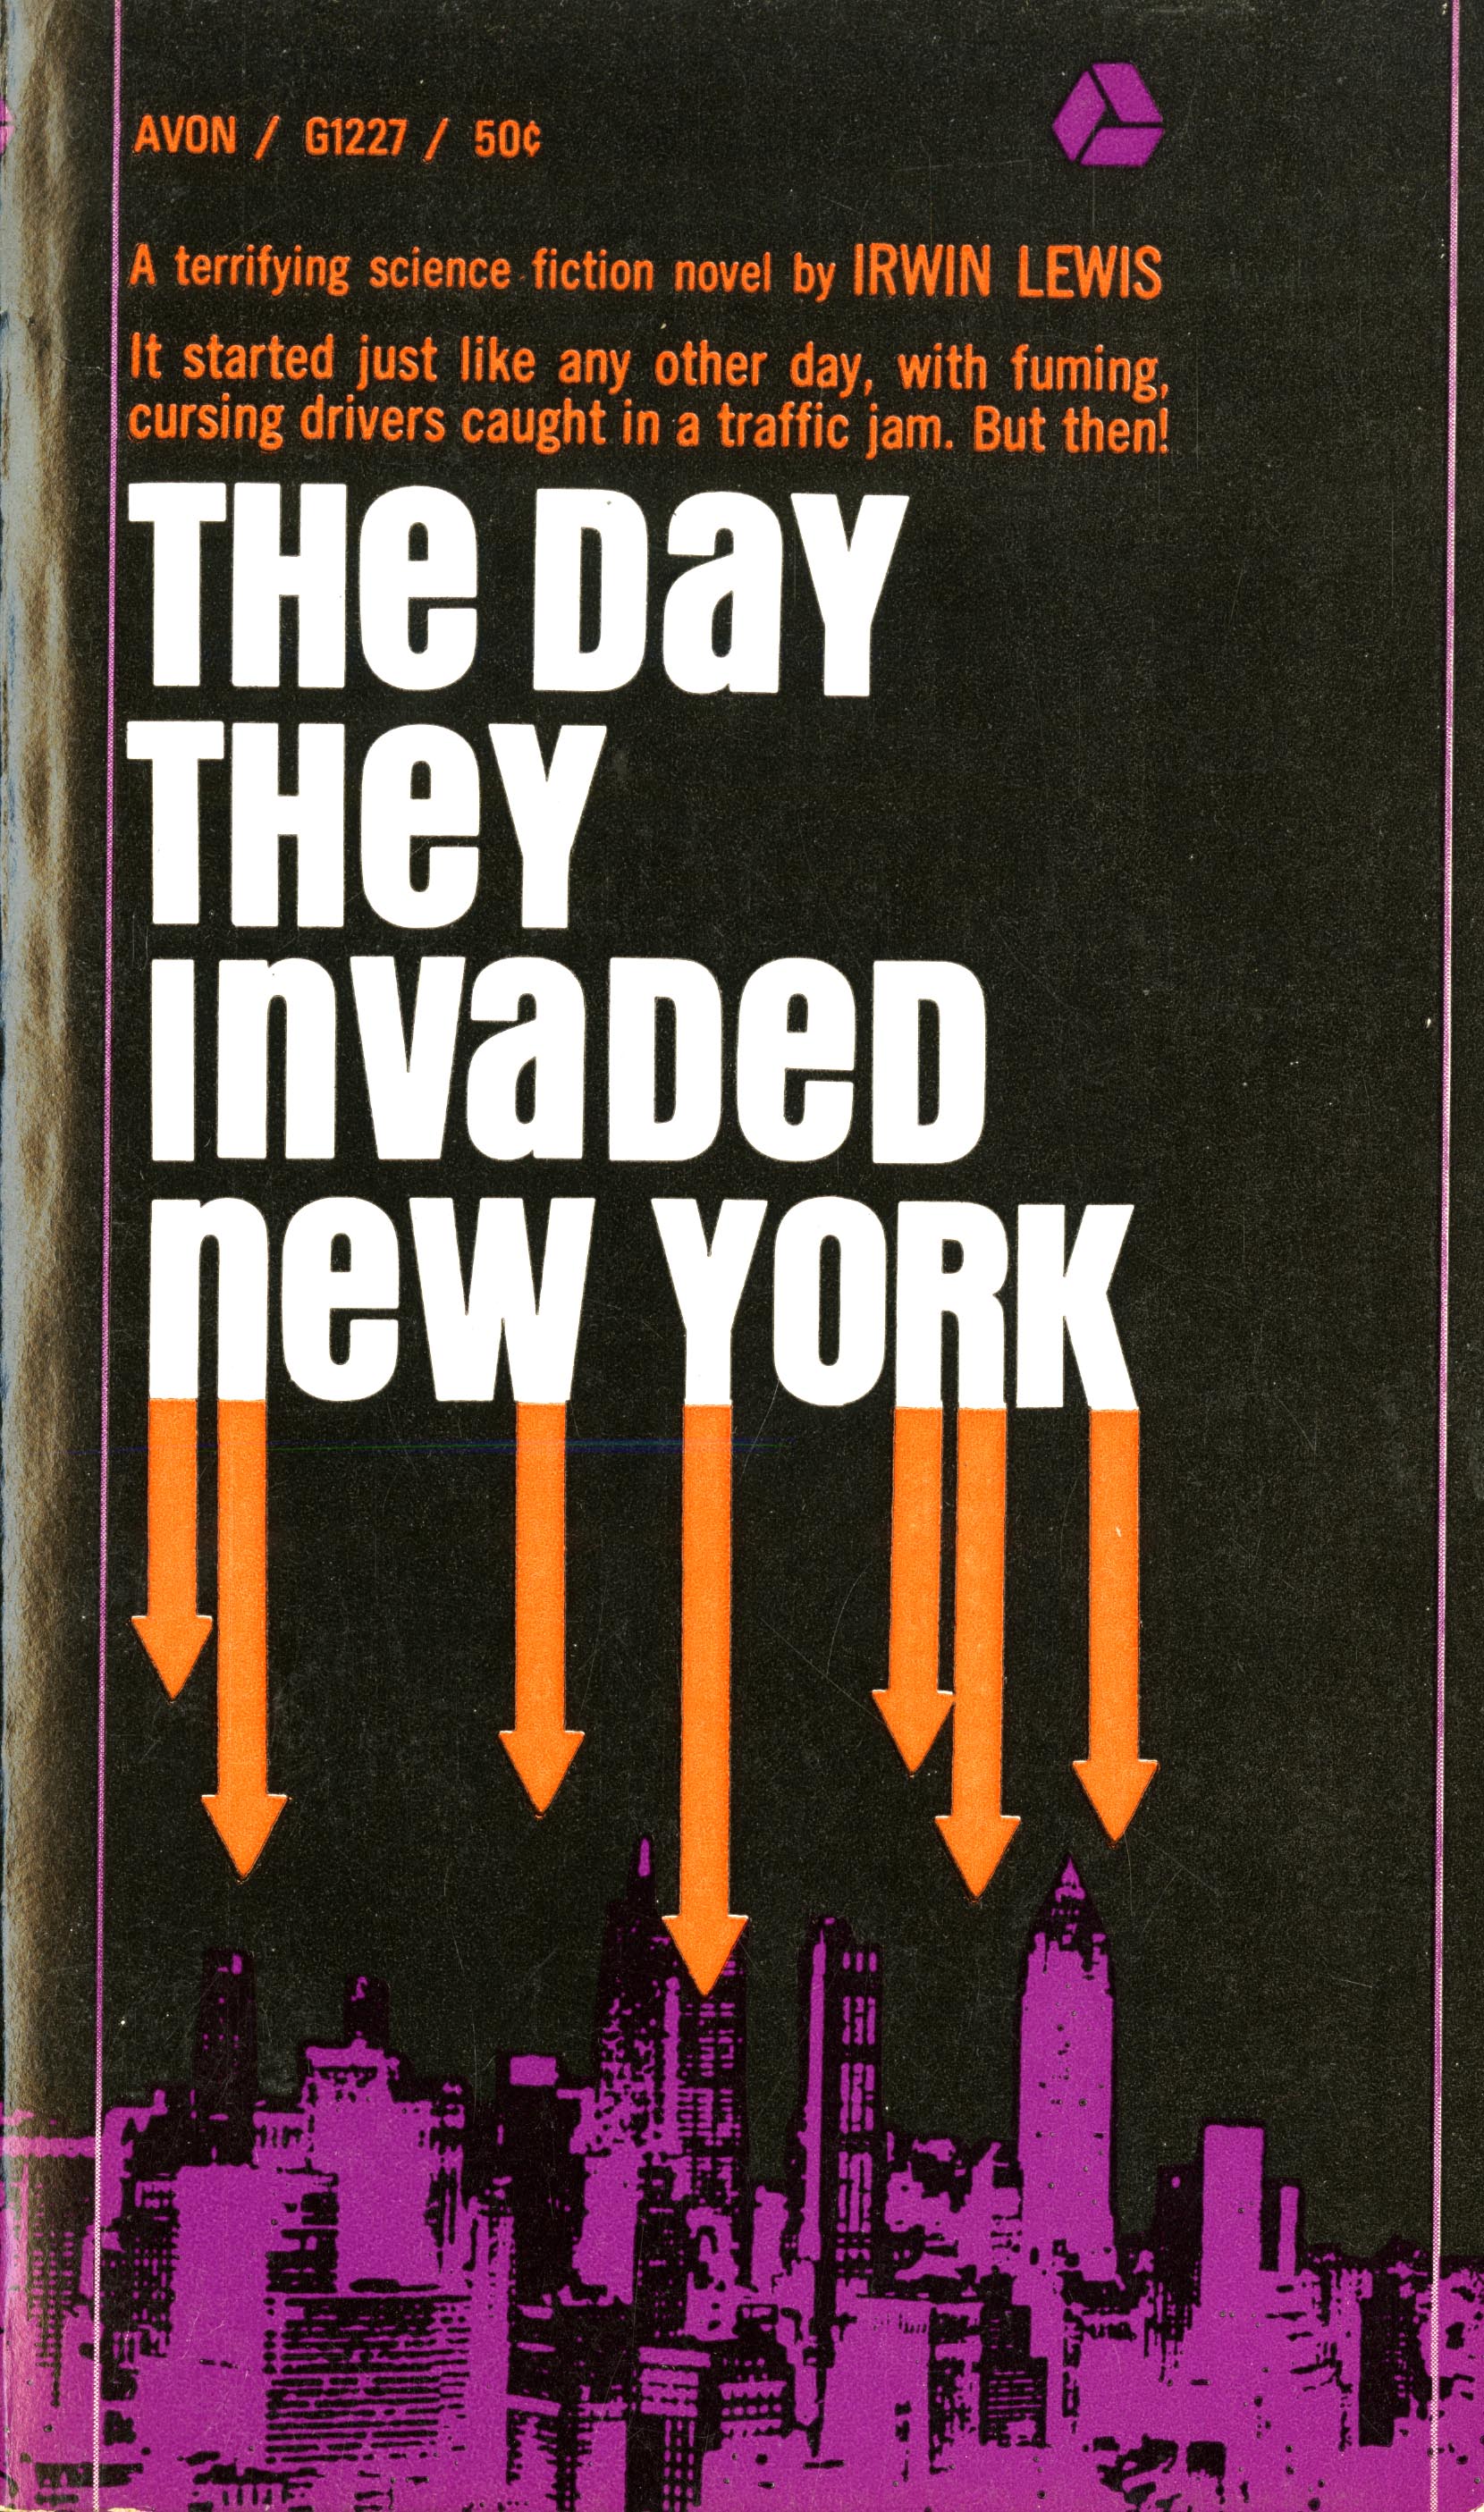 AVON / G1227 / 50¢
A terrifying science fiction novel by IRWIN LEWIS
It started just like any other day, with fuming,
cursing drivers caught in a traffic jam. But then!
THe DaY
THeY
InvaDeD
neW YORK